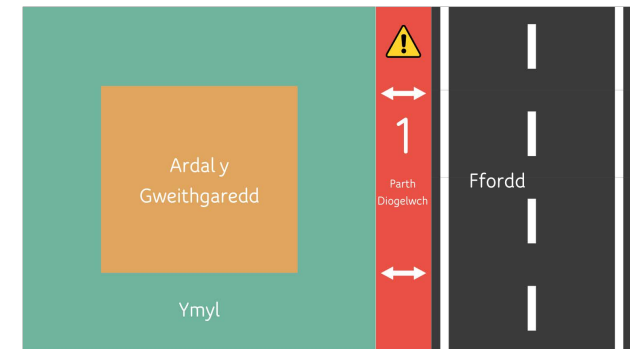 Ardal y
Gweithgaredd
Ymyl
1
Parth
Diogelwch
Ffordd